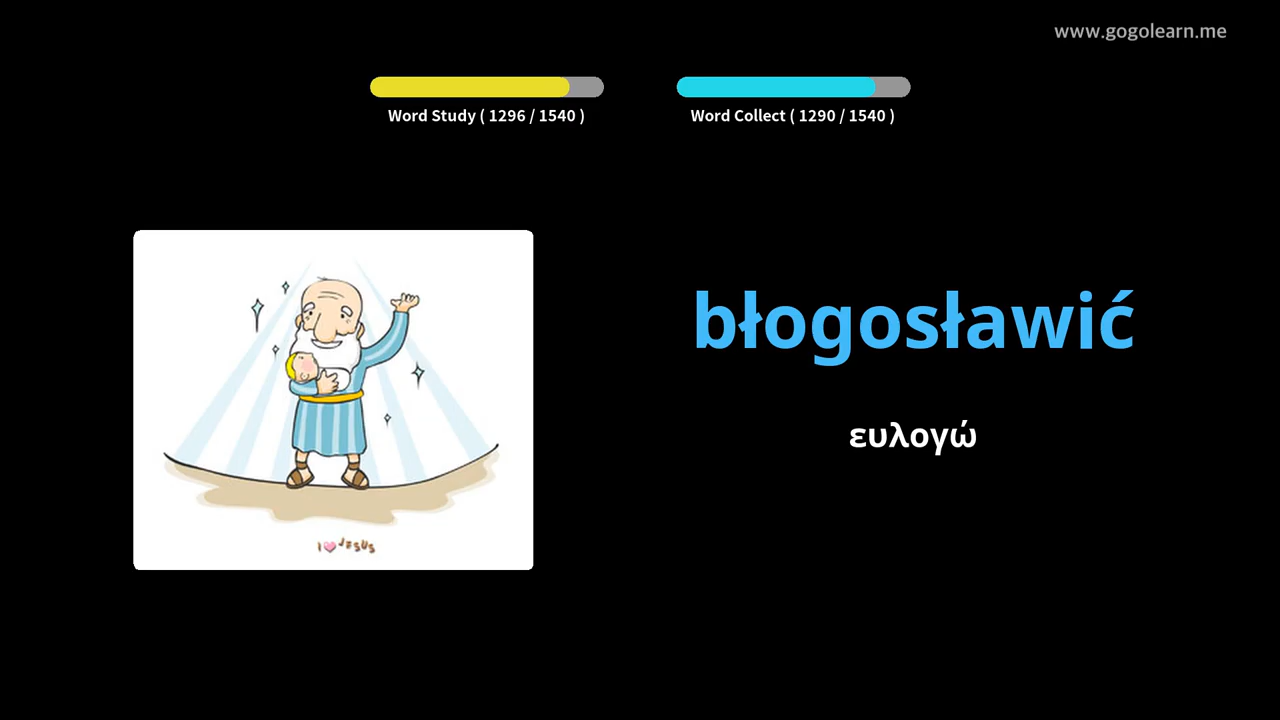 www.gogolearn.me
Word Study ( 1296 / 1540 )
Word Collect ( 1290 / 1540 )
błogosławić
ευλογώ
I JESUS